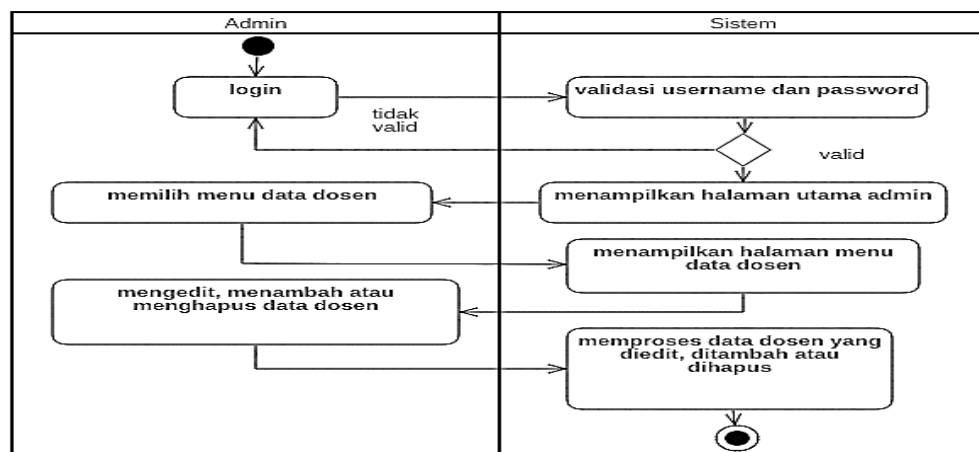 Admin
Sistem
login
validasi username dan password
tidak
valid
valid
memilih menu data dosen
menampilkan halaman utama admin
menampilkan halaman menu
data dosen
mengedit, menambah atau
menghapus data dosen
memproses data dosen yang
diedit, ditambah atau
dihapus